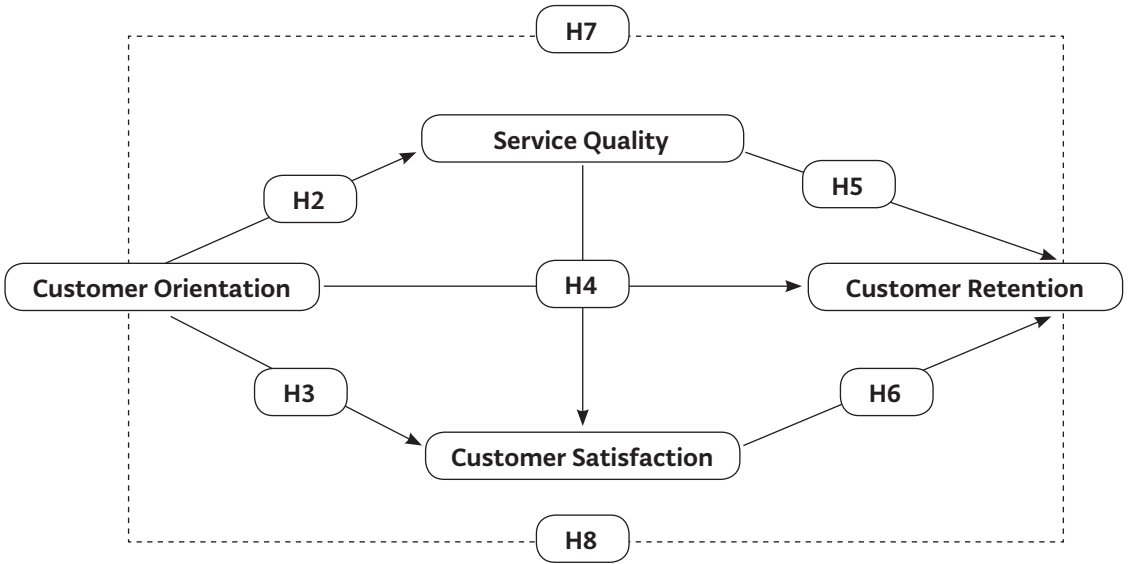 H7
Service Quality
H2
H5
Customer Orientation
H4
Customer Retention
H3
H6
Customer Satisfaction
H8